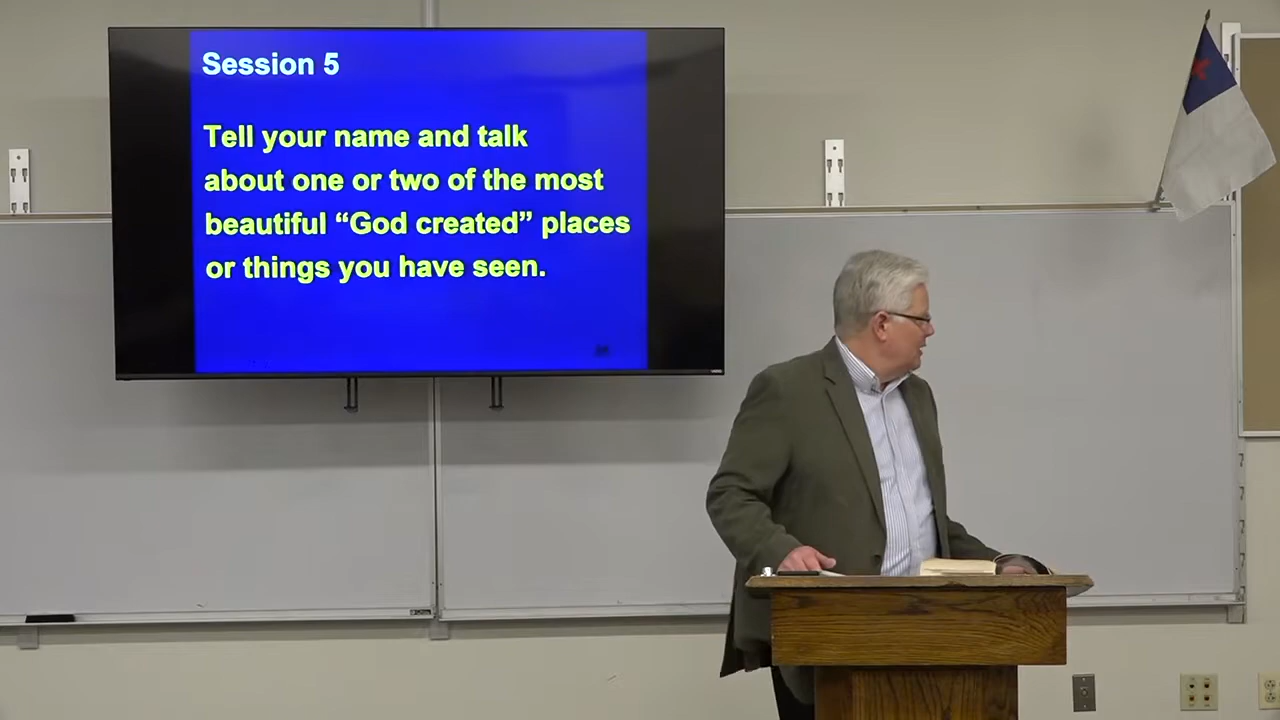 Session 5
Tell your name and talk
about one or two of the most
beautiful “God created” places
or things you have seen.